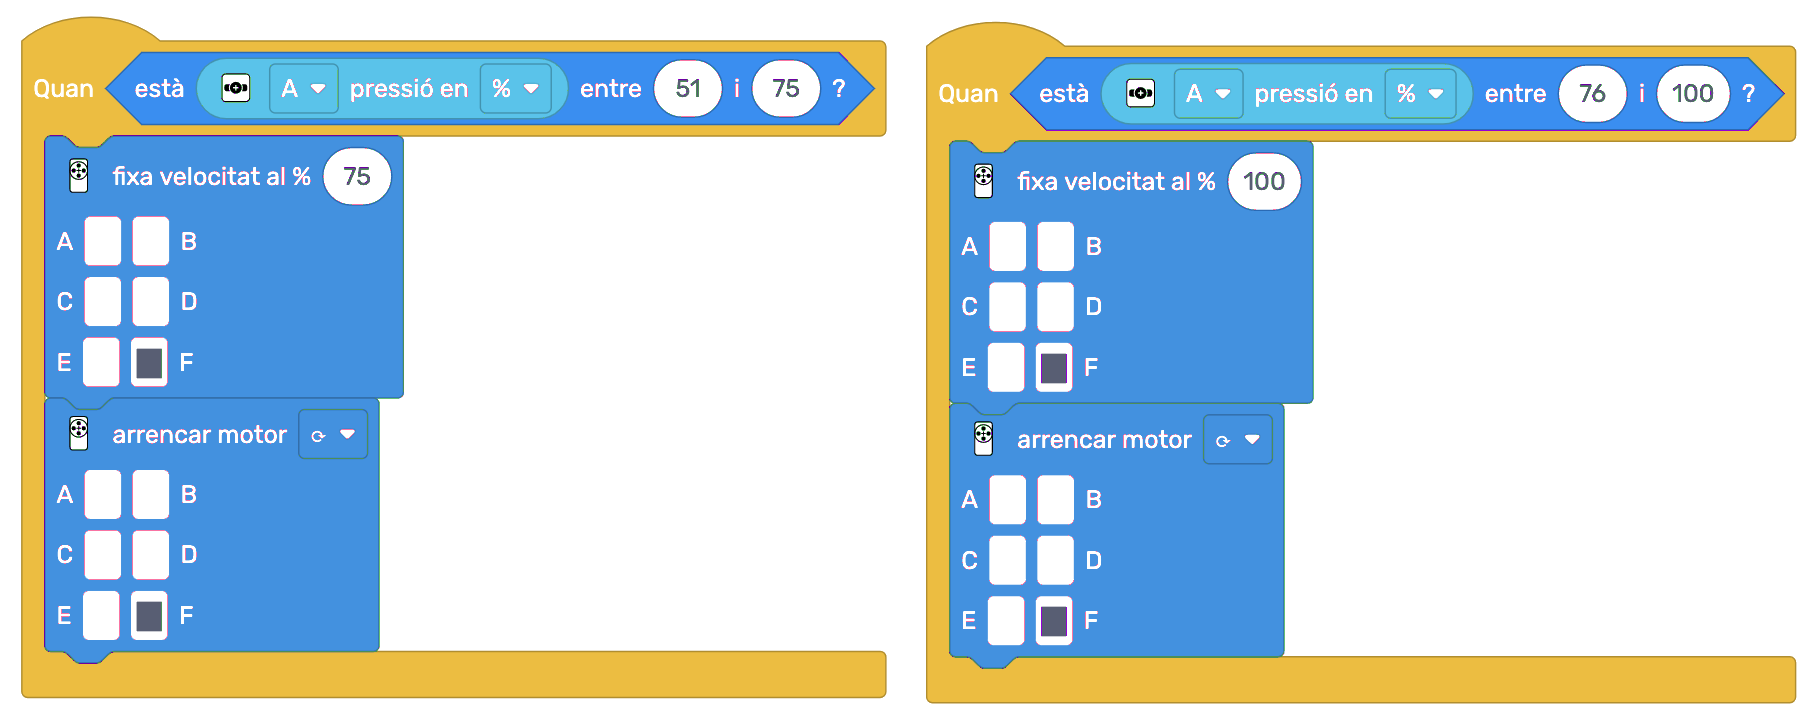 Quan està A pressió en % entre 51 i 75 ?
fixa velocitat al % 75
A B
C D
E F
arrencar motor
A B
C D
E F
Quan està A pressió en % entre 76 i 100 ?
fixa velocitat al % 100
A B
C D
E F
arrencar motor
A B
C D
E F